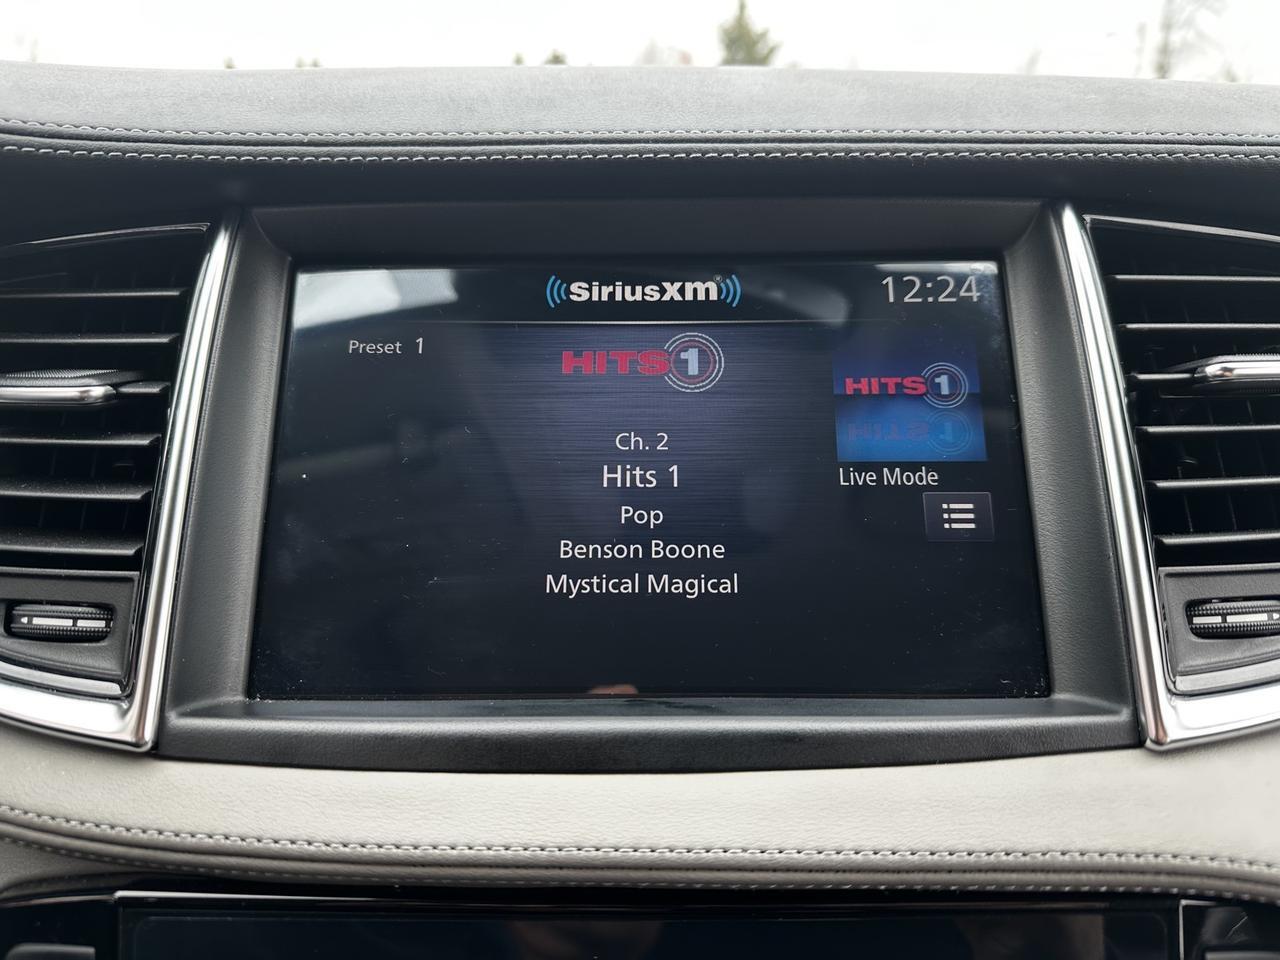 SiriusXM
12:24
Preset 1
HITS 1
HITS 1
Live Mode
Ch. 2
Hits 1
Pop
Benson Boone
Mystical Magical